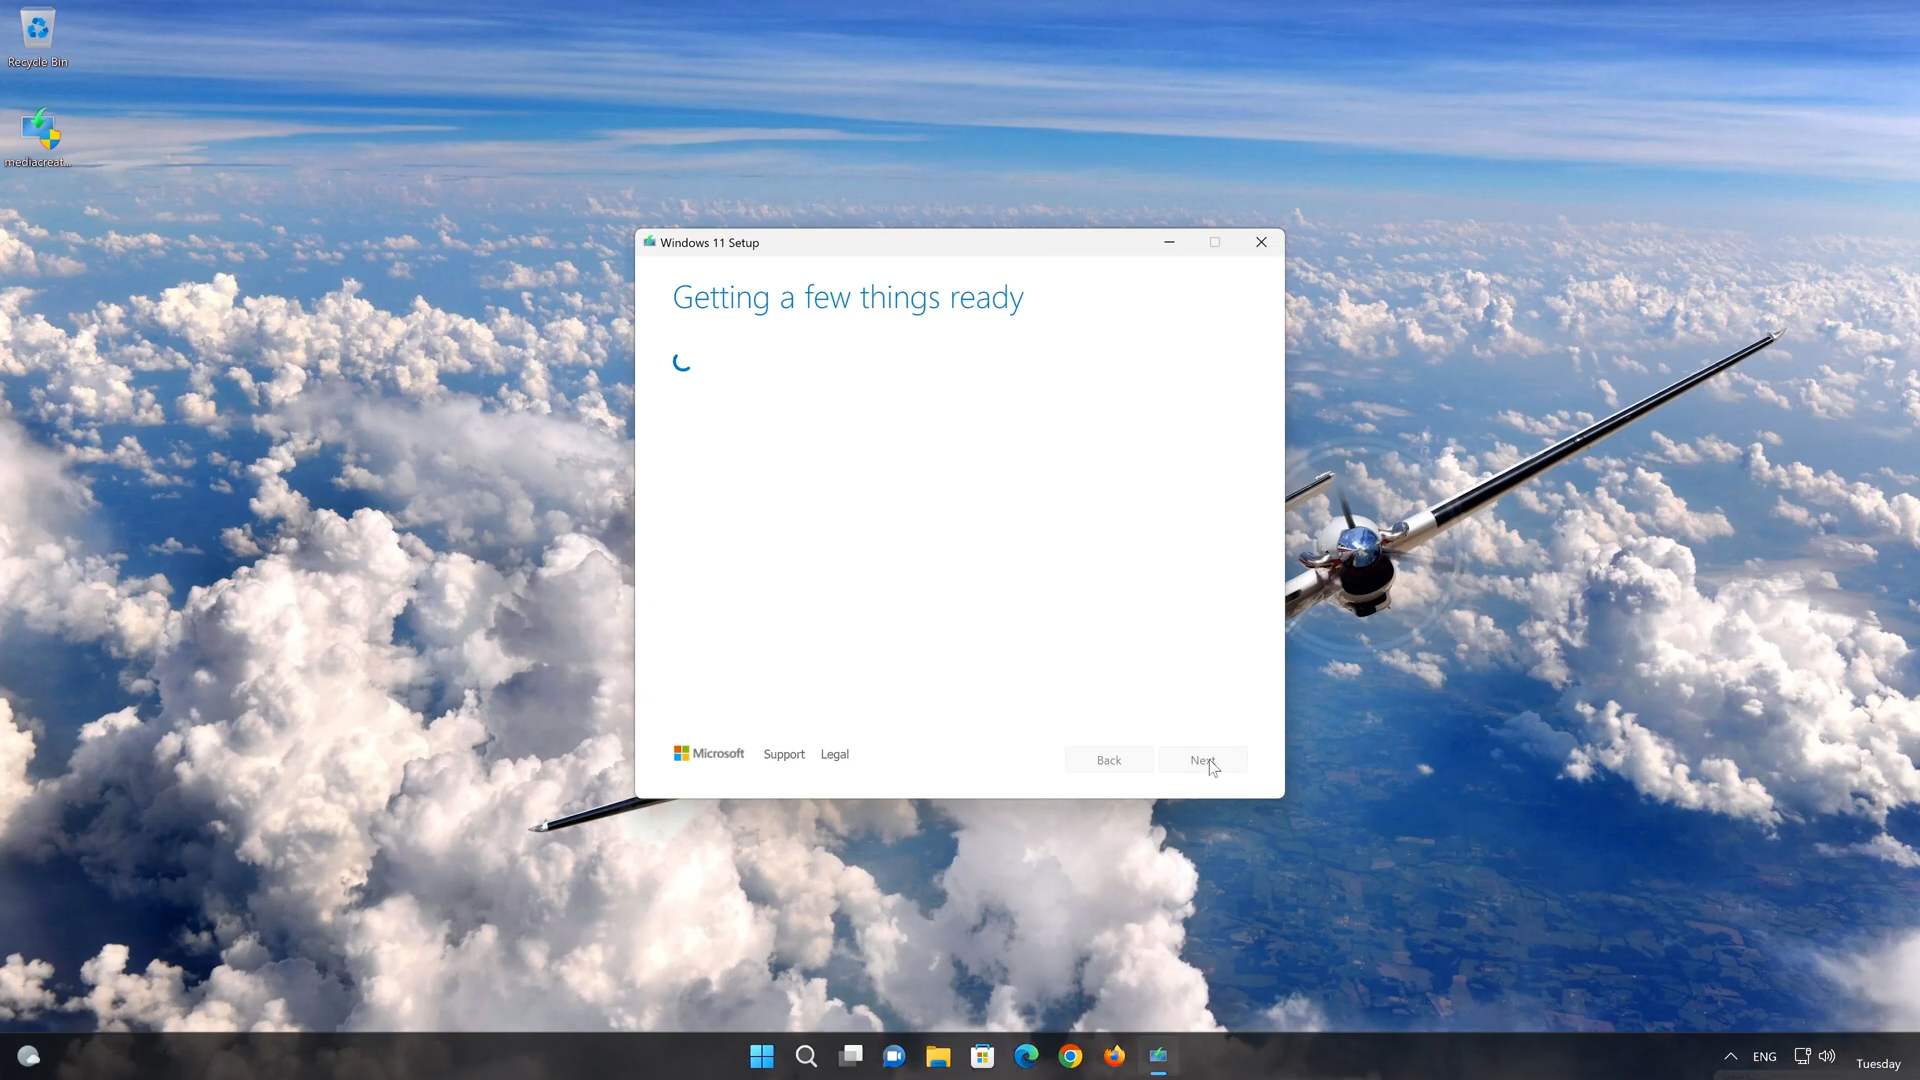 Recycle Bin
mediacreat...
Windows 11 Setup
Getting a few things ready
Microsoft
Support
Legal
Back
Next
ENG
Tuesday